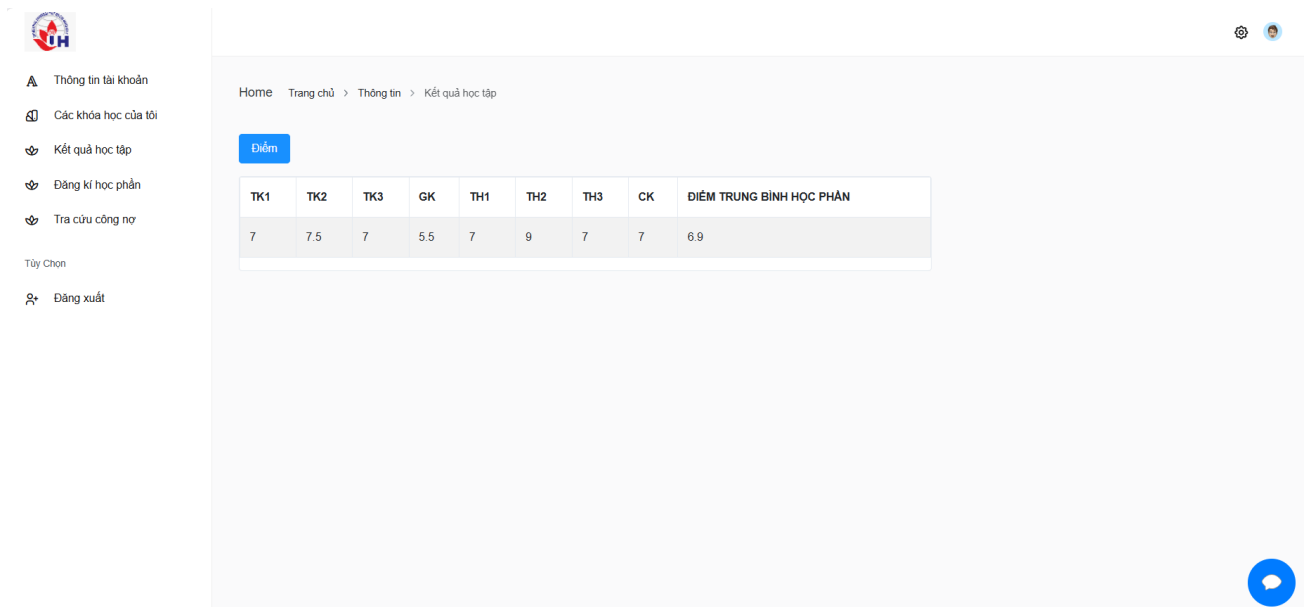 Thông tin tài khoản
Các khóa học của tôi
Kết quả học tập
Đăng kí học phần
Tra cứu công nợ
Tùy Chọn
Đăng xuất
Home Trang chủ > Thông tin > Kết quả học tập
Điểm
TK1 TK2 TK3 GK TH1 TH2 TH3 CK ĐIỂM TRUNG BÌNH HỌC PHẦN
7 7.5 7 5.5 7 9 7 7 6.9